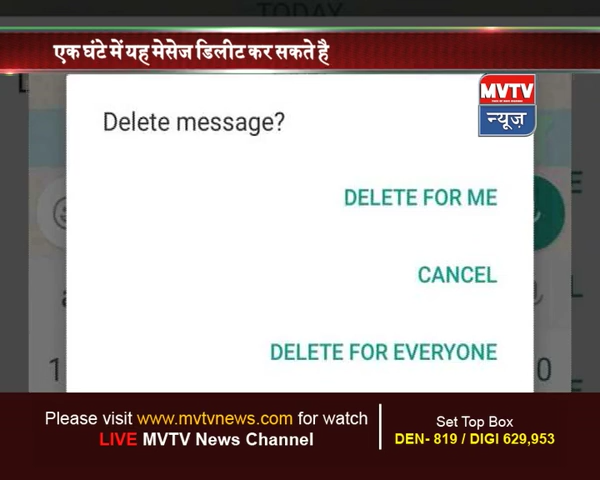 TODAY
एक घंटे में यह मेसेज डिलीट कर सकते है
MVTV
न्यूज़
Delete message?
DELETE FOR ME
CANCEL
DELETE FOR EVERYONE
Please visit www.mvtvnews.com for watch
LIVE MVTV News Channel
Set Top Box
DEN- 819 / DIGI 629,953